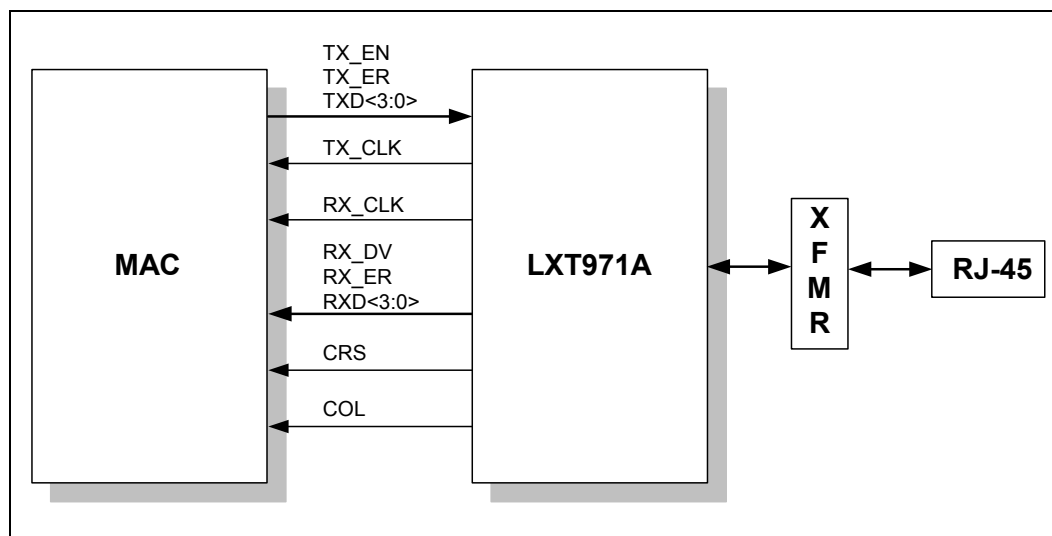 TX_EN
TX_ER
TXD<3:0>
TX_CLK
RX_CLK
RX_DV
RX_ER
RXD<3:0>
CRS
COL
MAC
LXT971A
X
F
M
R
RJ-45